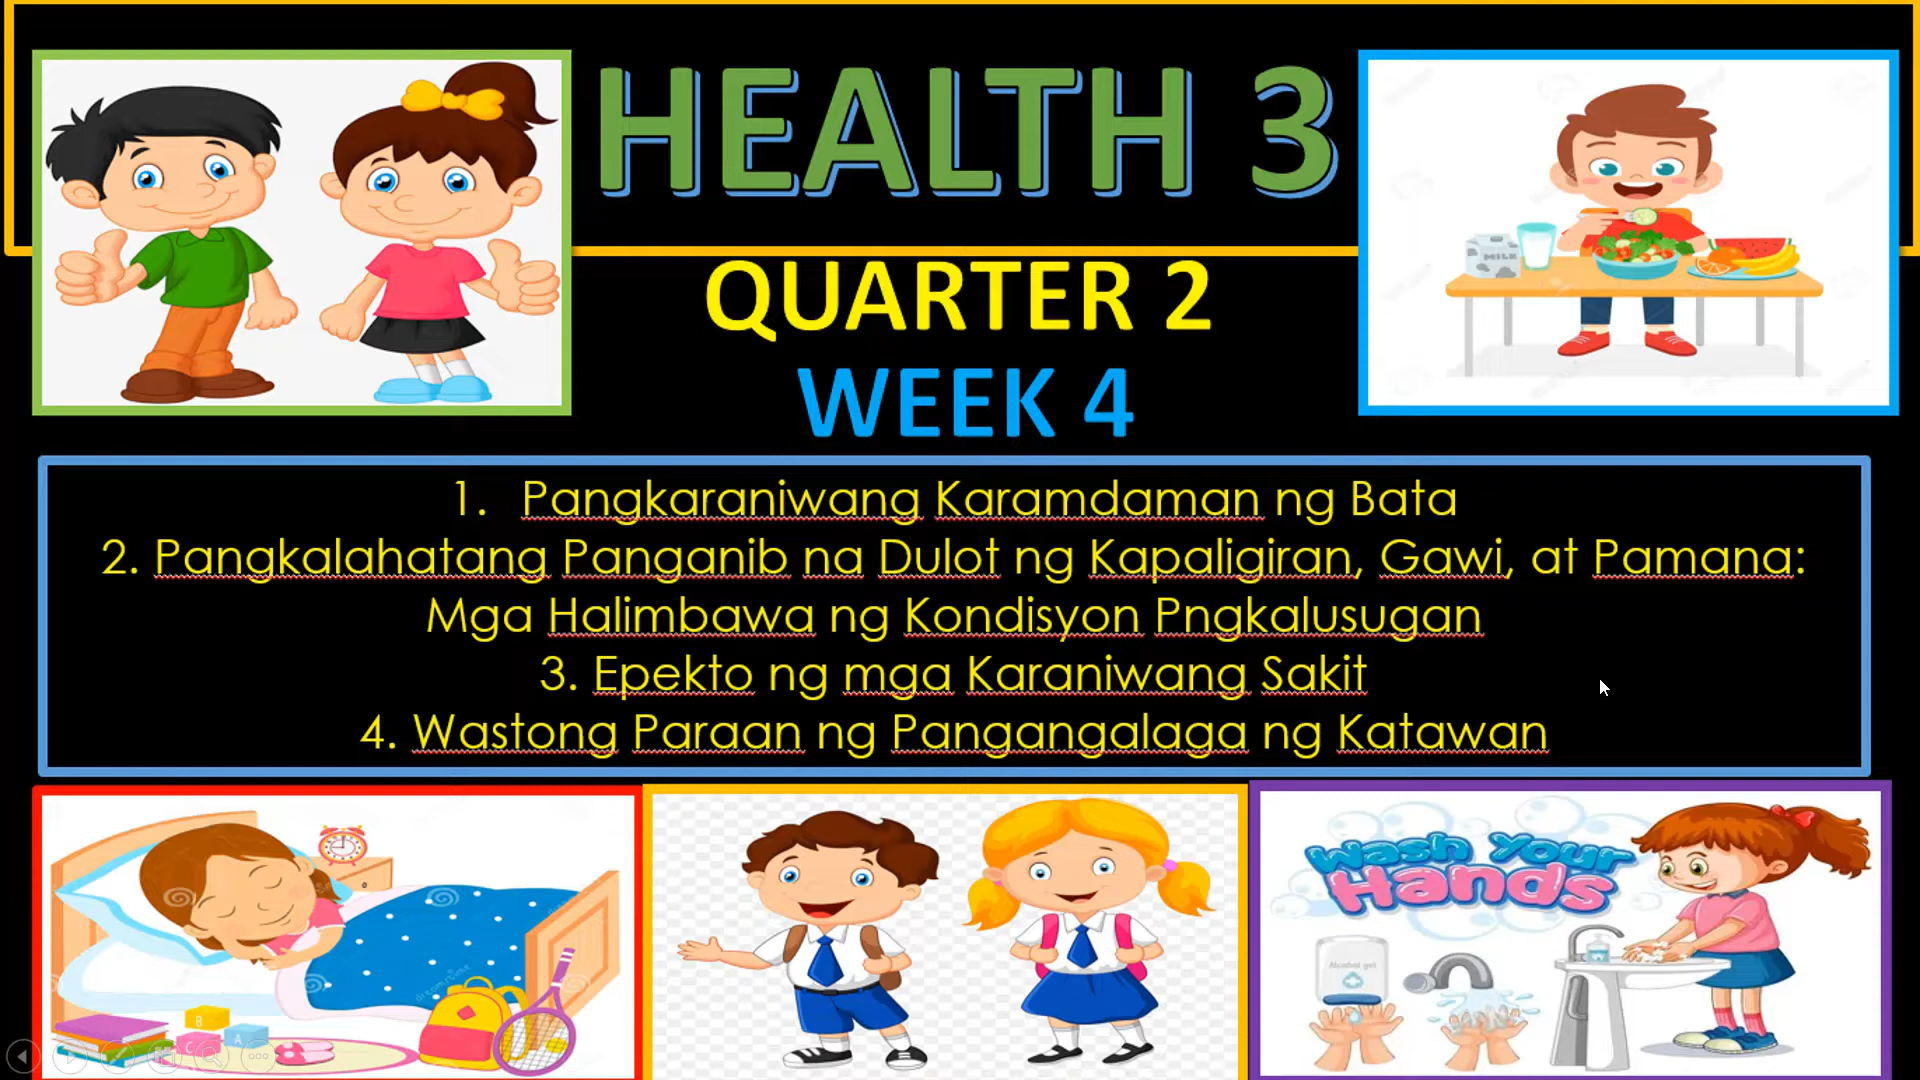 HEALTH 3
QUARTER 2
WEEK 4
1. Pangkaraniwang Karamdaman ng Bata
2. Pangkalahatang Panganib na Dulot ng Kapaligiran, Gawi, at Pamana:
Mga Halimbawa ng Kondisyon Pngkalusugan
3. Epekto ng mga Karaniwang Sakit
4. Wastong Paraan ng Pangangalaga ng Katawan
MILK
B
C
A
Wash Your
Hands
Alcohol gel